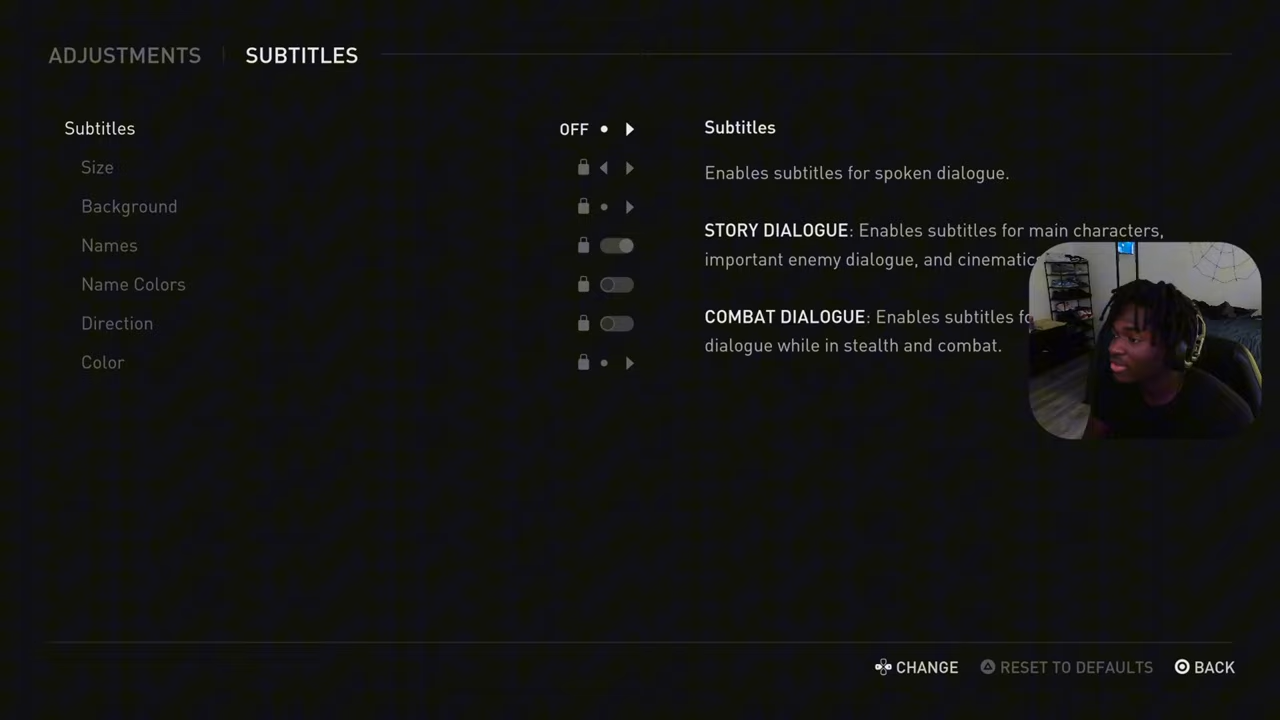 ADJUSTMENTS SUBTITLES
Subtitles OFF
Size
Background
Names
Name Colors
Direction
Color
Subtitles
Enables subtitles for spoken dialogue.
STORY DIALOGUE: Enables subtitles for main characters,
important enemy dialogue, and cinematics
COMBAT DIALOGUE: Enables subtitles
dialogue while in stealth and combat.
CHANGE RESET TO DEFAULTS BACK